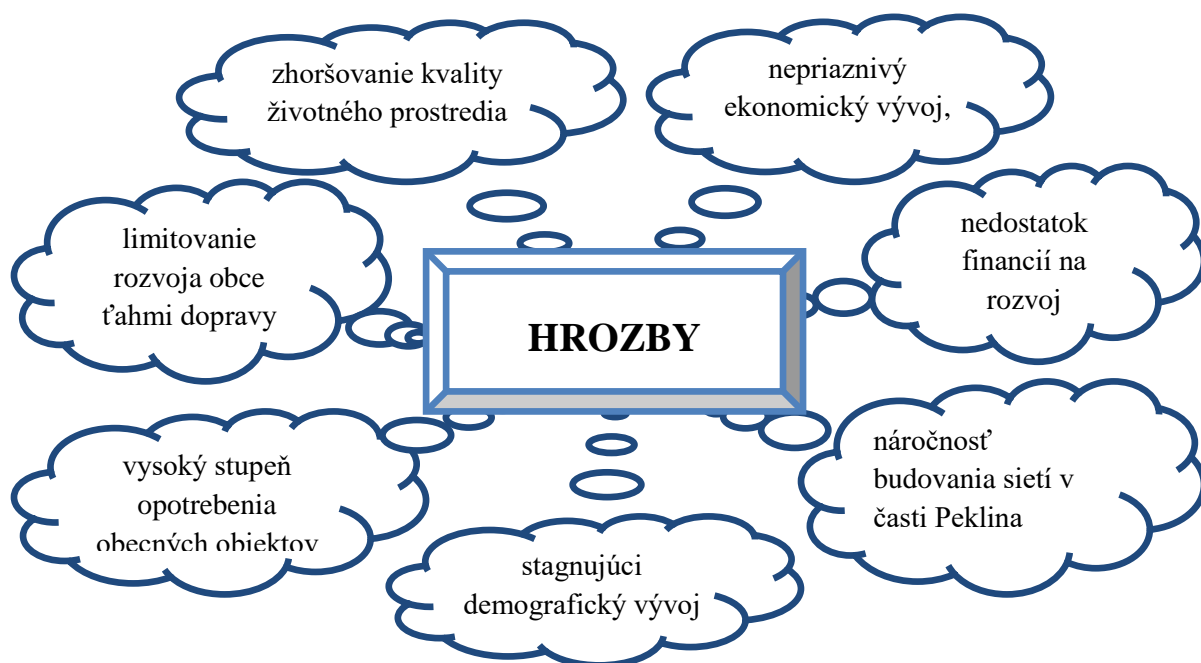 zhoršovanie kvality
životného prostredia
nepriaznivý
ekonomický vývoj,
limitovanie
rozvoja obce
ťahmi dopravy
nedostatok
financií na
rozvoj
HROZBY
vysoký stupeň
opotrebenia
obecných objektov
stagnujúci
demografický vývoj
náročnosť
budovania sietí v
časti Peklina